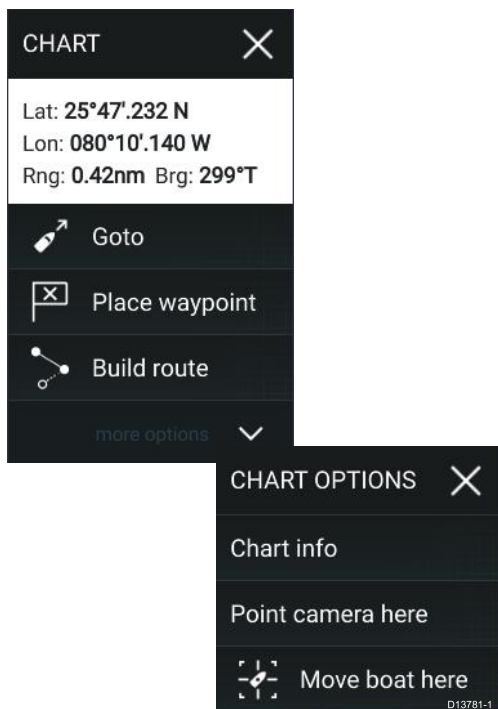 CHART
Lat: 25°47'.232 N
Lon: 080°10'.140 W
Rng: 0.42nm Brg: 299°T
Goto
Place waypoint
Build route
more options
CHART OPTIONS
Chart info
Point camera here
Move boat here
D13781-1